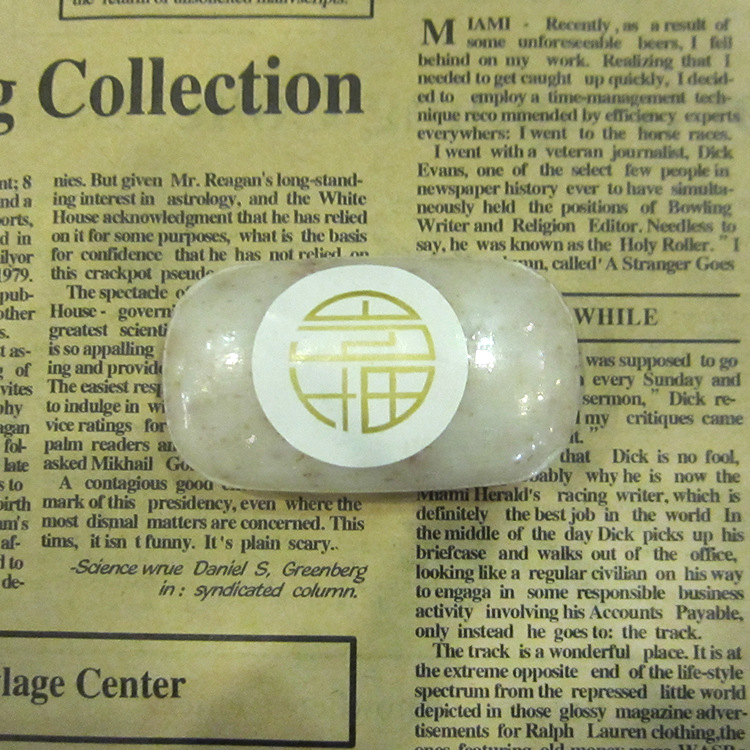 g Collection
nt; 8
nd a
orts,
d in
ilyor
1979.
pub-
other
s.
t as-
g of
vites
phy
agan
fol-
late
s to
birth
am's
af-
d to
de-
nies. But given Mr. Reagan's long-stand-
ing interest in astrology, and the White
House acknowledgment that he has relied
on it for some purposes, what is the basis
for confidence that he has not relied on
this crackpot pseudo
The spectacle of
House - govern
greatest scienti
is so appalling
ing and provide
The easiest resp
to indulge in wi
vice ratings for
palm readers an
asked Mikhail Go
A contagious good
mark of this presidency, even where the
most dismal matters are concerned. This
tims, it isn t funny. It's plain scary..
-Science wrue Daniel S, Greenberg
in: syndicated column.
llage Center
MIAMI - Recently, as a result of
some unforeseeable beers, I fell
behind on my work. Realizing that I
needed to get caught up quickly, I decid-
ed to employ a time-management tech-
nique reco mmended by efficiency experts
everywhers: I went to the horse races.
I went with a veteran journalist, Dick
Evans, one of the select few people in
newspaper history ever to have simulta-
neously held the positions of Bowling
Writer and Religion Editor. Needless to
say, he was known as the Holy Roller. " I
mn, called' A Stranger Goes
WHILE
was supposed to go
every Sunday and
sermon, " Dick re-
my critiques came
t. "
that Dick is no fool,
bably why he is now the
Miami Herald's racing writer, which is
definitely the best job in the world In
the middle of the day Dick picks up his
briefcase and walks out of the office,
looking like a regular civilian on his way
to engaga in some responsible business
activity involving his Accounts Payable,
only instead he goes to: the track.
The track is a wonderful place. It is at
the extreme opposite end of the life-style
spectrum from the repressed little world
depicted in those glossy magazine adver-
tisements for Ralph Lauren clothing,the